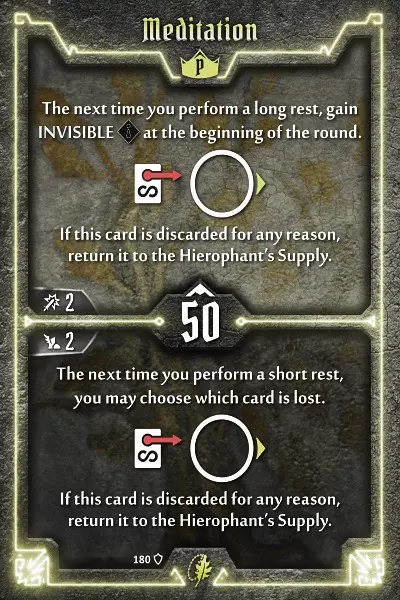 Meditation
P
The next time you perform a long rest, gain
INVISIBLE at the beginning of the round.
If this card is discarded for any reason,
return it to the Hierophant's Supply.
2
50
2
The next time you perform a short rest,
you may choose which card is lost.
If this card is discarded for any reason,
return it to the Hierophant's Supply.
180